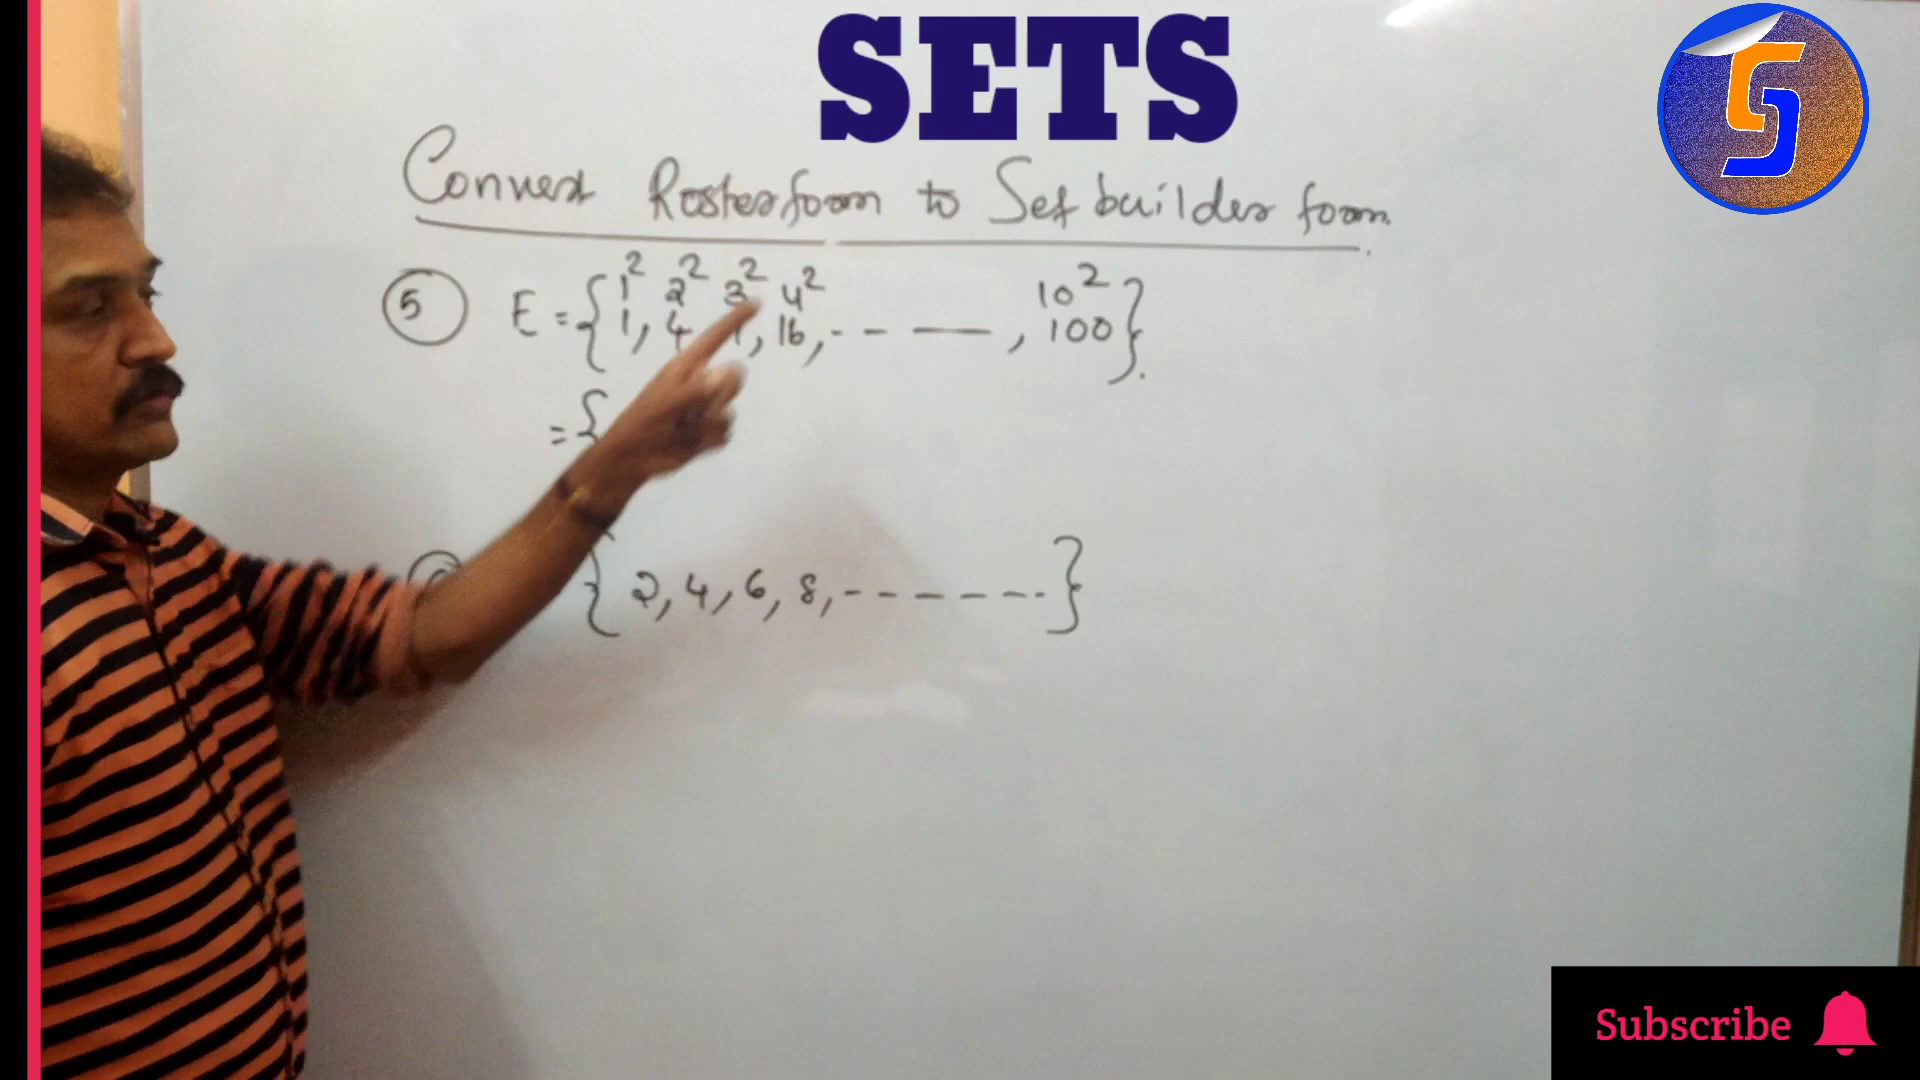 SETS
Convert Roster form to Set builder form.
5 E = { 1² 2² 3² 4² 10²
1, 4 , 16, - - — , 100 }.
= {
{ 2, 4, 6, 8, - - - - - - }
Subscribe